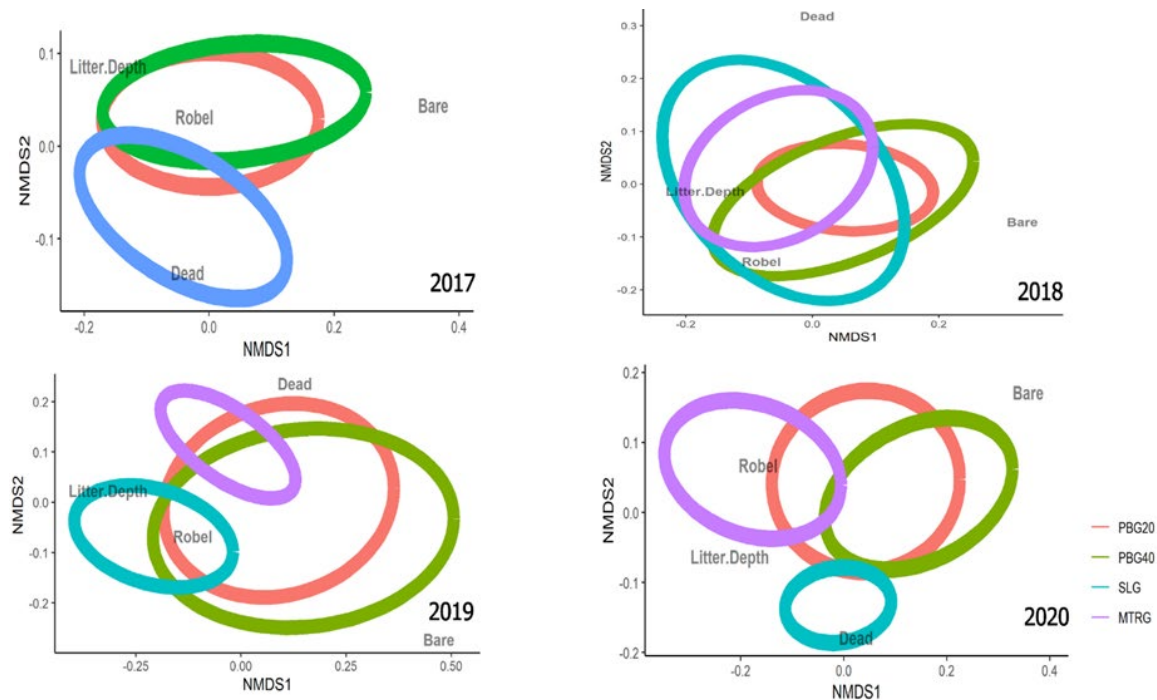 0.1
0.0
-0.1
NMDS2
Litter.Depth
Robel
Bare
Dead
2017
-0.2
0.0
0.2
0.4
NMDS1
0.3
0.2
0.1
0.0
-0.1
-0.2
NMDS2
Dead
Litter.Depth
Robel
Bare
2018
-0.2
0.0
0.2
NMDS1
0.2
0.1
0.0
-0.1
-0.2
NMDS2
Dead
Litter.Depth
Robel
2019
Bare
-0.25
0.00
0.25
0.50
NMDS1
0.2
0.1
0.0
-0.1
-0.2
NMDS2
Bare
Robel
Litter.Depth
Dead
2020
-0.2
0.0
0.2
0.4
NMDS1
PBG20
PBG40
SLG
MTRG